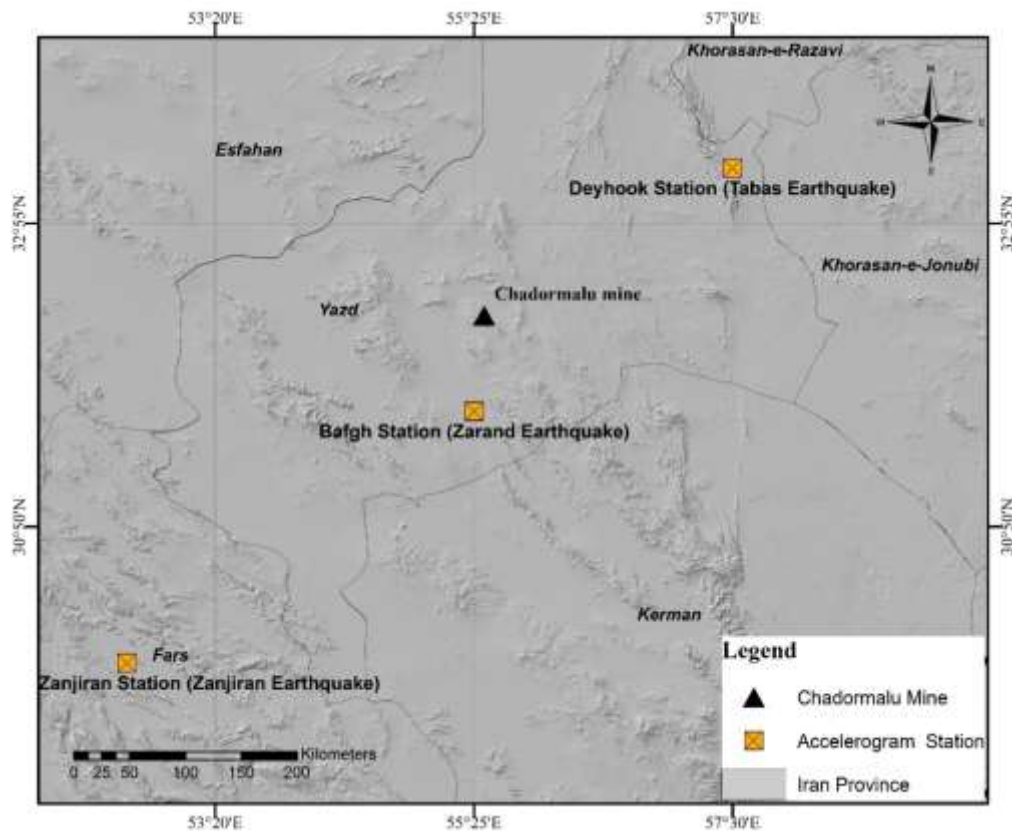 53°20'E 55°25'E 57°30'E
Khorasan-e-Razavi
N
W E
E
Esfahan
Deyhook Station (Tabas Earthquake)
32°55'N 32°55'N
Khorasan-e-Jonubi
Chadormalu mine
Yazd
Bafgh Station (Zarand Earthquake)
30°50'N 30°50'N
Kerman
Fars
Zanjiran Station (Zanjiran Earthquake)
Legend
Chadormalu Mine
Accelerogram Station
Iran Province
Kilometers
0 25 50 100 150 200
53°20'E 55°25'E 57°30'E